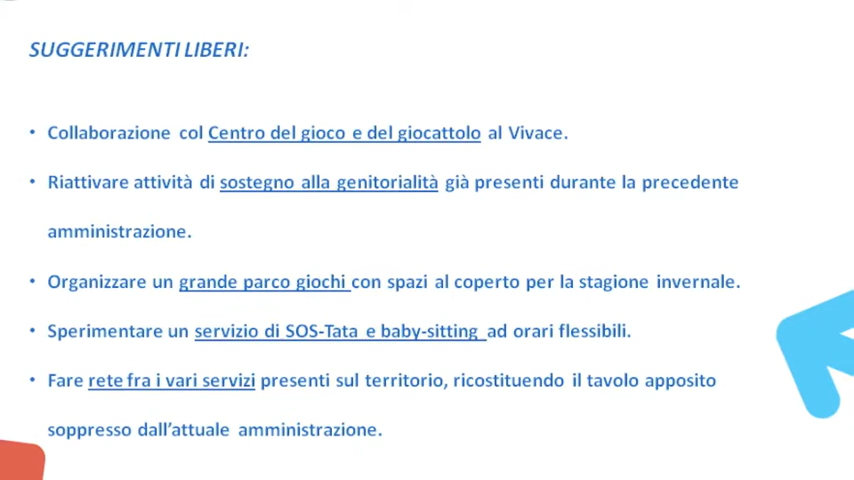 SUGGERIMENTI LIBERI:
• Collaborazione col Centro del gioco e del giocattolo al Vivace.
• Riattivare attività di sostegno alla genitorialità già presenti durante la precedente
amministrazione.
• Organizzare un grande parco giochi con spazi al coperto per la stagione invernale.
• Sperimentare un servizio di SOS-Tata e baby-sitting ad orari flessibili.
• Fare rete fra i vari servizi presenti sul territorio, ricostituendo il tavolo apposito
soppresso dall'attuale amministrazione.